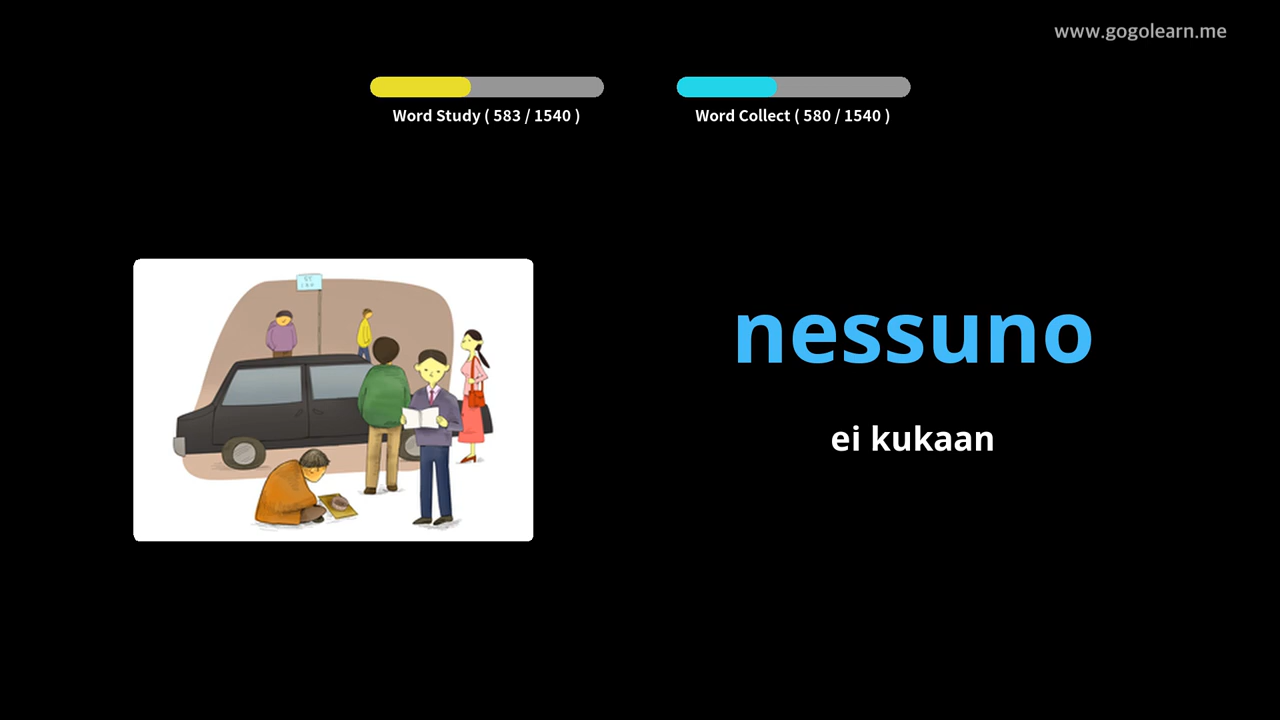 www.gogolearn.me
Word Study ( 583 / 1540 )
Word Collect ( 580 / 1540 )
nessuno
ei kukaan